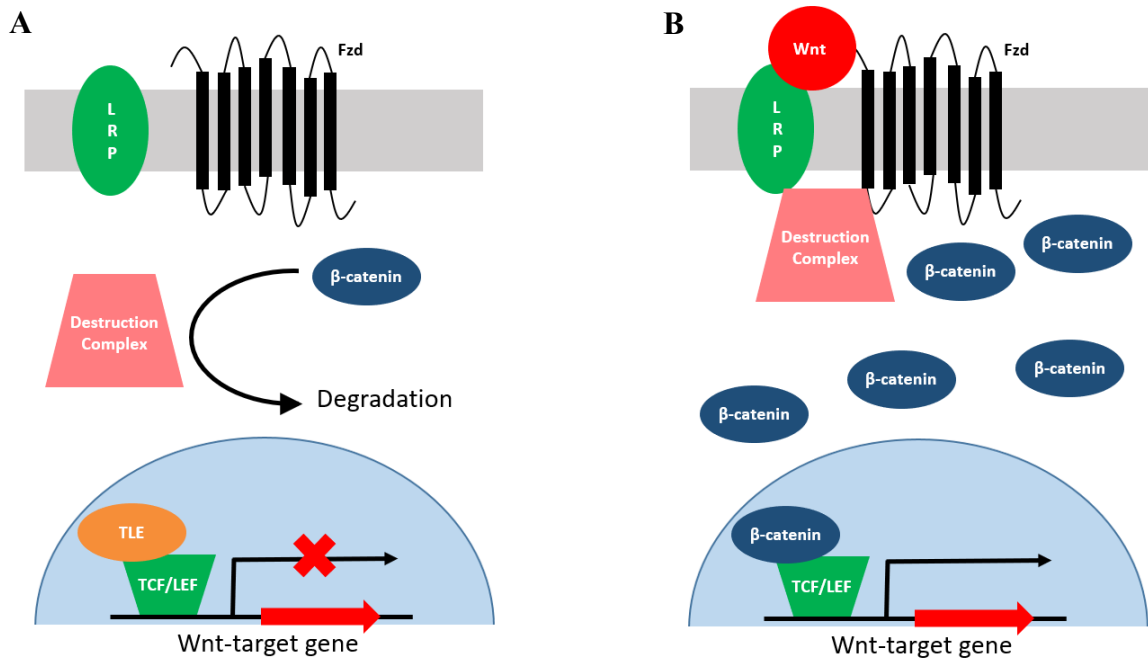 A
Fzd
L
R
P
β-catenin
Destruction
Complex
Degradation
TLE
TCF/LEF
Wnt-target gene
B
Wnt
Fzd
L
R
P
Destruction
Complex
β-catenin
β-catenin
β-catenin
β-catenin
β-catenin
β-catenin
TCF/LEF
Wnt-target gene